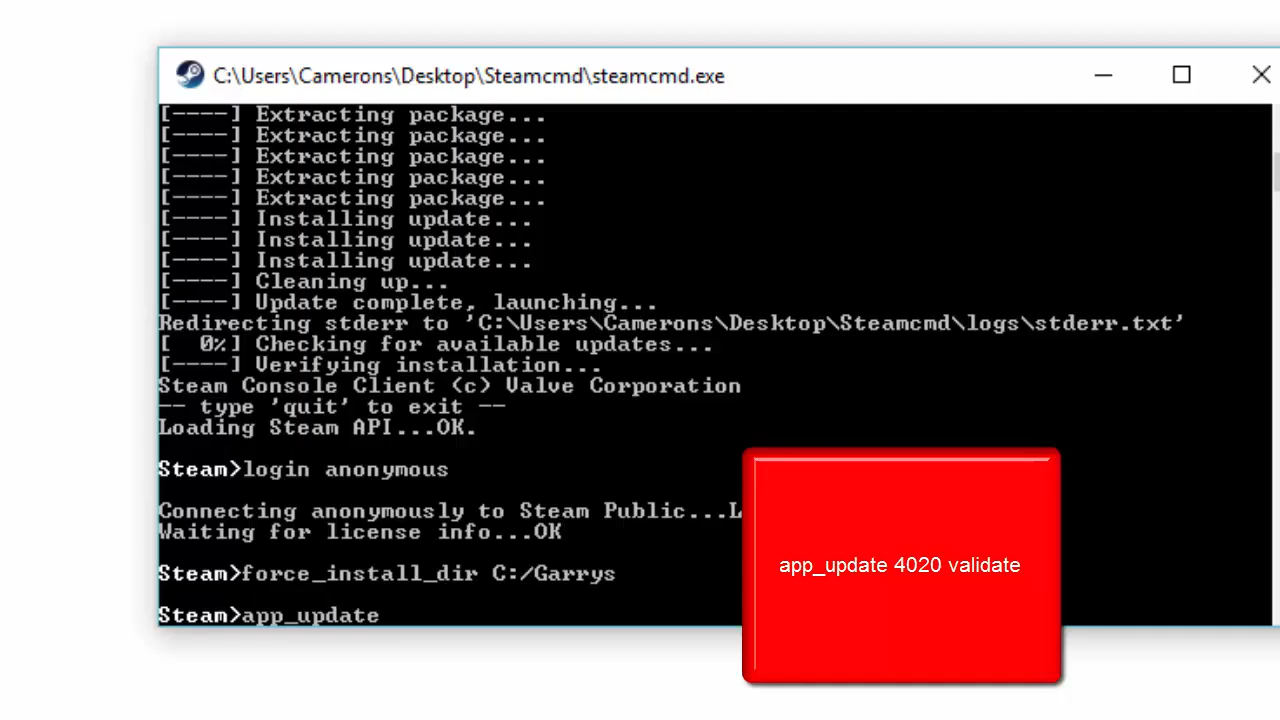 C:\Users\Camerons\Desktop\Steamcmd\steamcmd.exe
[----] Extracting package...
[----] Extracting package...
[----] Extracting package...
[----] Extracting package...
[----] Extracting package...
[----] Installing update...
[----] Installing update...
[----] Installing update...
[----] Cleaning up...
[----] Update complete, launching...
Redirecting stderr to 'C:\Users\Camerons\Desktop\Steamcmd\logs\stderr.txt'
[  0%] Checking for available updates...
[----] Verifying installation...
Steam Console Client (c) Valve Corporation
-- type 'quit' to exit --
Loading Steam API...OK.
Steam>login anonymous
Connecting anonymously to Steam Public...L
Waiting for license info...OK
Steam>force_install_dir C:/Garrys
Steam>app_update
app_update 4020 validate